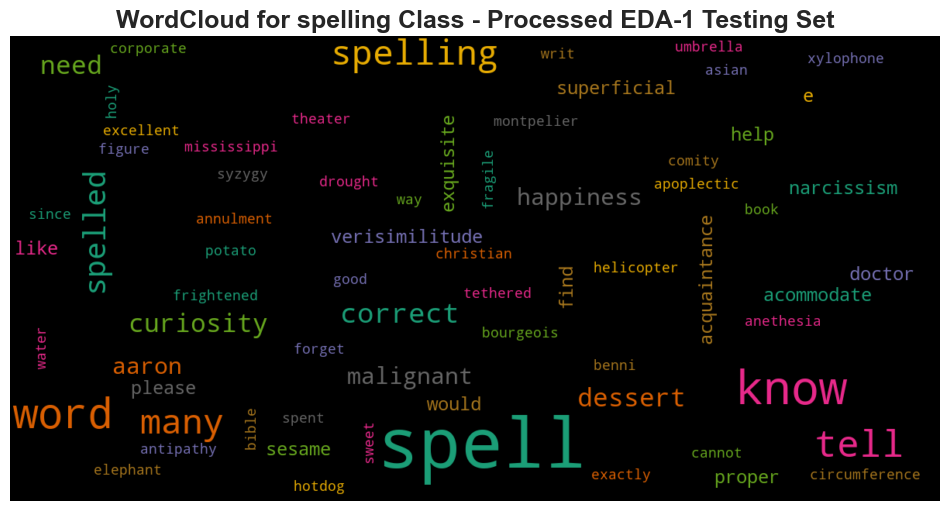 WordCloud for spelling Class - Processed EDA-1 Testing Set
corporate
spelling
writ
umbrella
xylophone
need
asian
superficial
e
holy
excellent
theater
exquisite
montpelier
help
figure
mississippi
syzygy
drought
fragile
comity
apoplectic
narcissism
spelled
way
happiness
book
since
annulment
like
potato
verisimilitude
christian
acquaintance
helicopter
doctor
good
find
frightened
tethered
acommodate
curiosity
correct
bourgeois
anethesia
water
forget
aaron
malignant
benni
please
know
word
many
bible
spent
would
dessert
spell
tell
antipathy
sesame
sweet
cannot
elephant
hotdog
exactly
proper
circumference